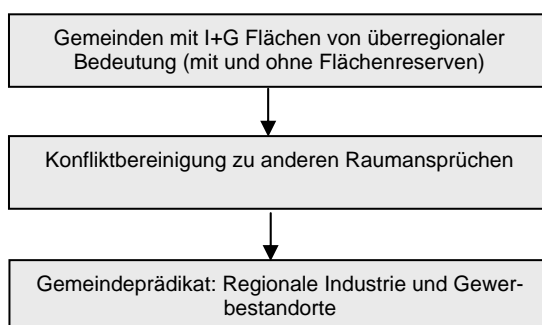 Gemeinden mit I+G Flächen von überregionaler
Bedeutung (mit und ohne Flächenreserven)
Konfliktbereinigung zu anderen Raumansprüchen
Gemeindeprädikat: Regionale Industrie und Gewer-
bestandorte